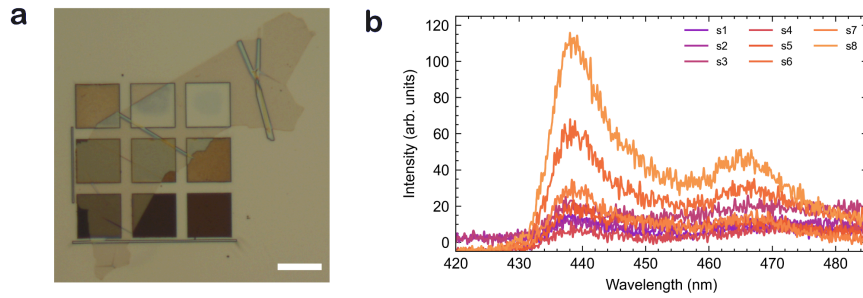 a
b
120
100
80
60
40
20
0
Intensity (arb. units)
s1 s4 s7
s2 s5 s8
s3 s6
420 430 440 450 460 470 480
Wavelength (nm)